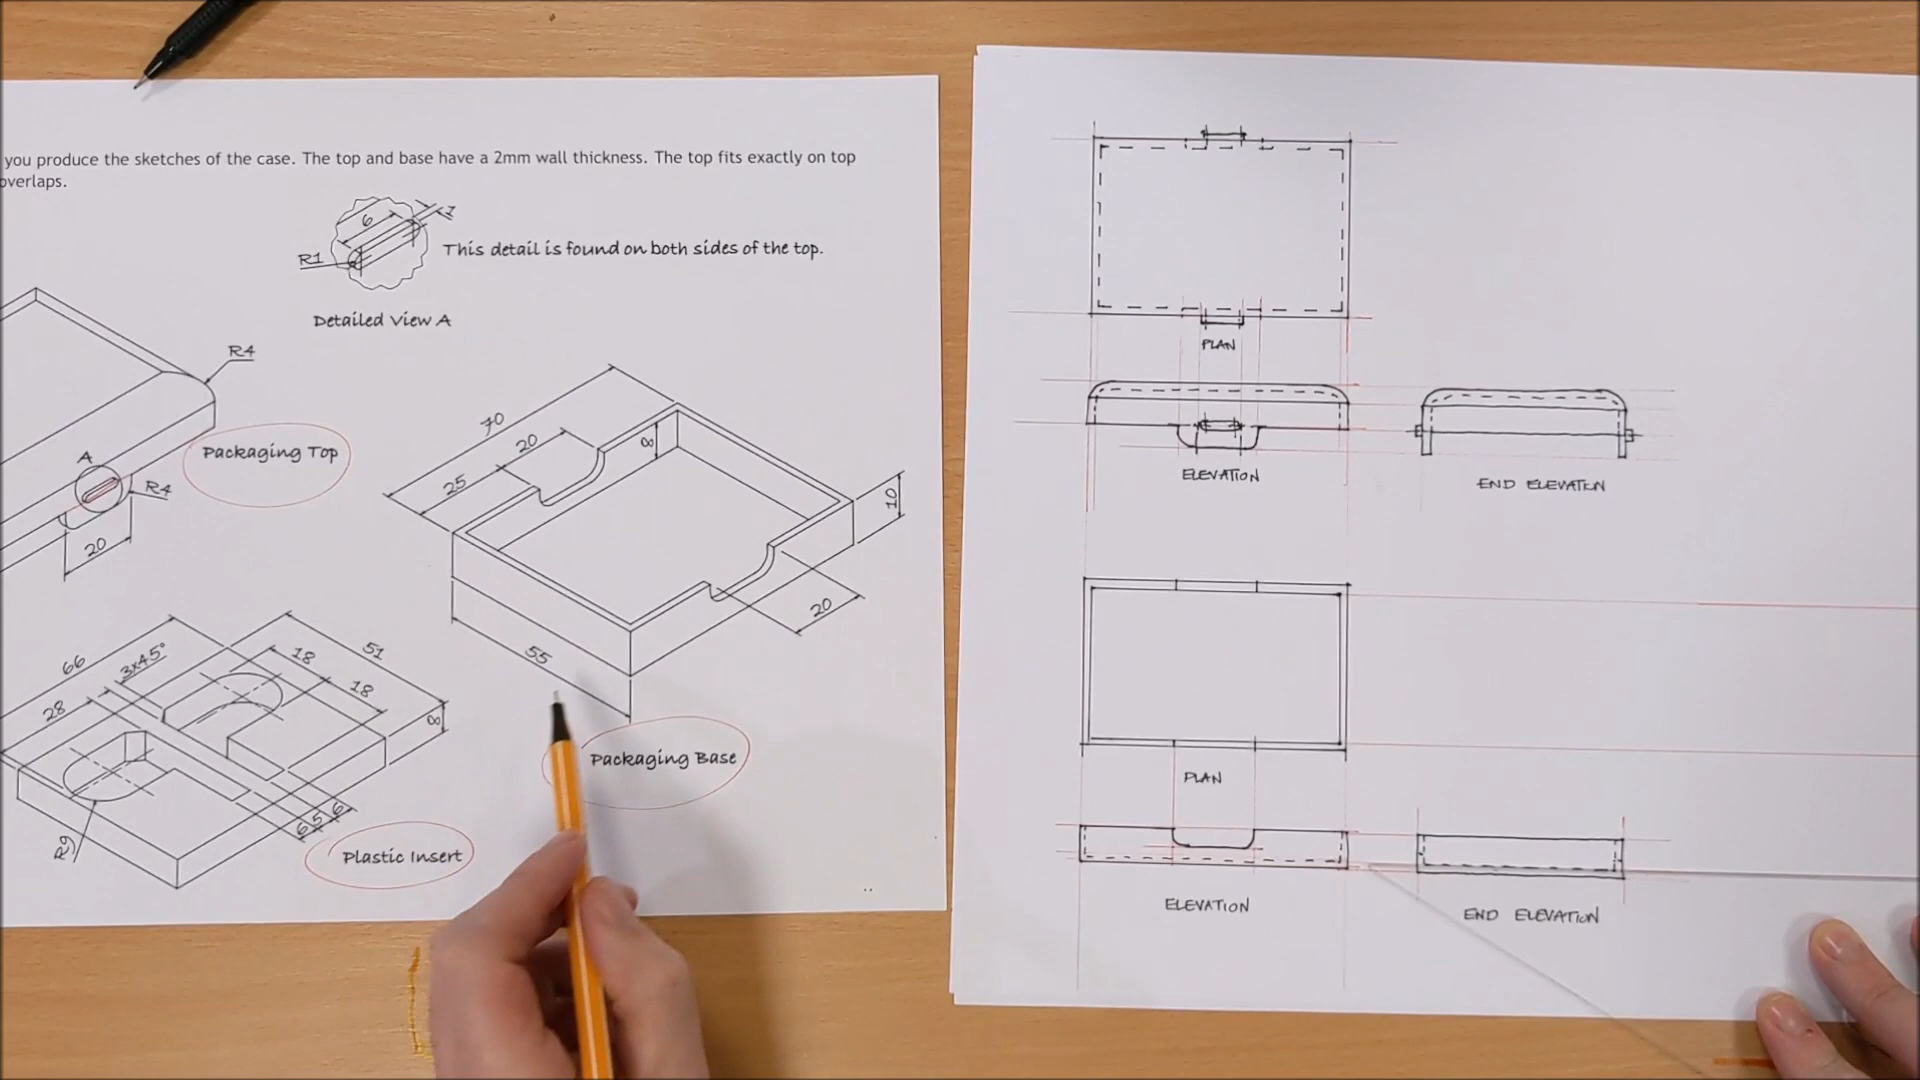 you produce the sketches of the case. The top and base have a 2mm wall thickness. The top fits exactly on top
overlaps.
6
1
R1
This detail is found on both sides of the top.
Detailed View A
R4
Packaging Top
A
R4
20
70
20
25
8
10
20
55
Packaging Base
66
3x45°
18
51
18
28
8
R9
6
5
6
Plastic Insert
PLAN
ELEVATION
END ELEVATION
PLAN
ELEVATION
END ELEVATION